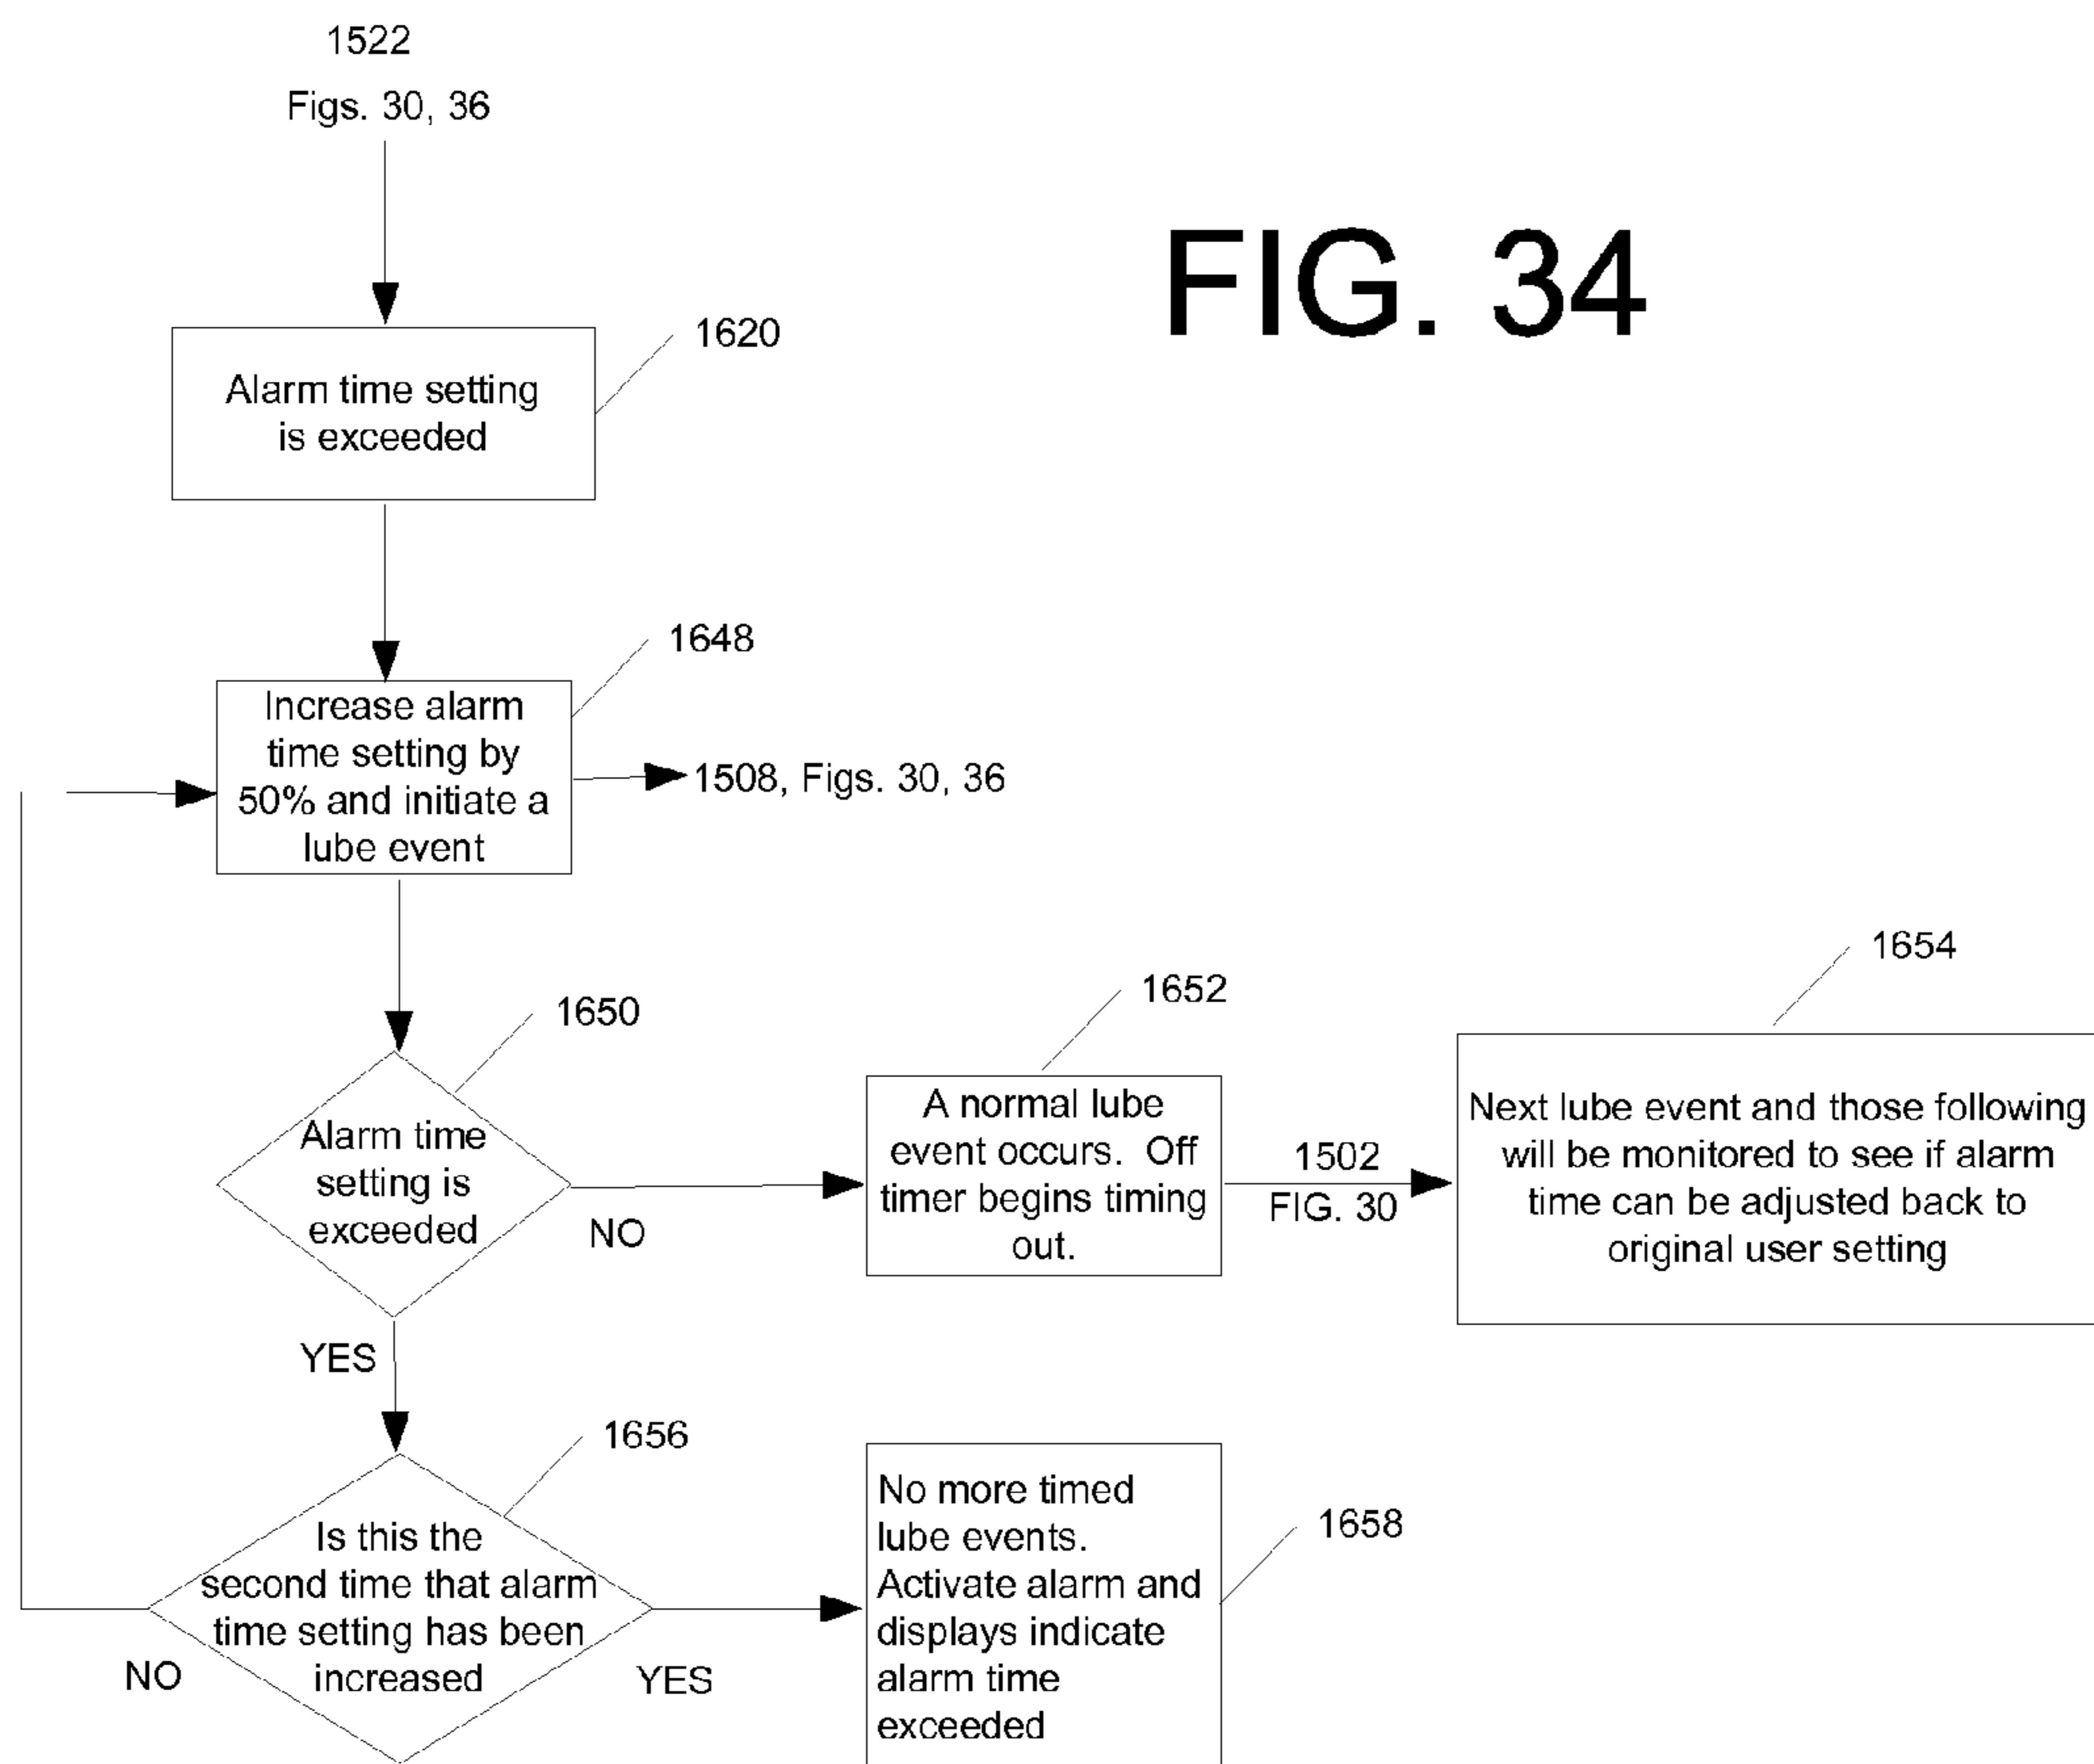 1522
Figs. 30, 36
FIG. 34
1620
Alarm time setting
is exceeded
1648
Increase alarm
time setting by
50% and initiate a
lube event
1508, Figs. 30, 36
1650
Alarm time
setting is
exceeded
NO
YES
1652
A normal lube
event occurs.  Off
timer begins timing
out.
1502
FIG. 30
1654
Next lube event and those following
will be monitored to see if alarm
time can be adjusted back to
original user setting
1656
Is this the
second time that alarm
time setting has been
increased
NO
YES
1658
No more timed
lube events.
Activate alarm and
displays indicate
alarm time
exceeded